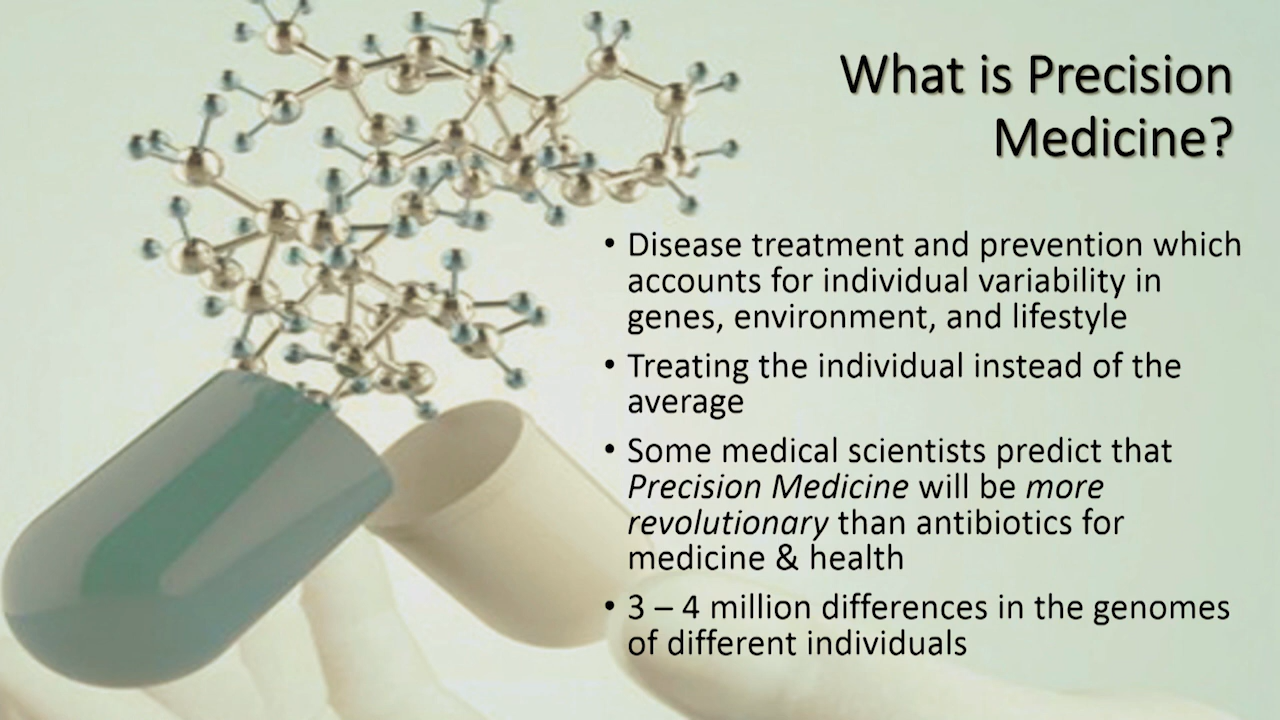 What is Precision
Medicine?
• Disease treatment and prevention which
accounts for individual variability in
genes, environment, and lifestyle
• Treating the individual instead of the
average
• Some medical scientists predict that
Precision Medicine will be more
revolutionary than antibiotics for
medicine & health
• 3 – 4 million differences in the genomes
of different individuals